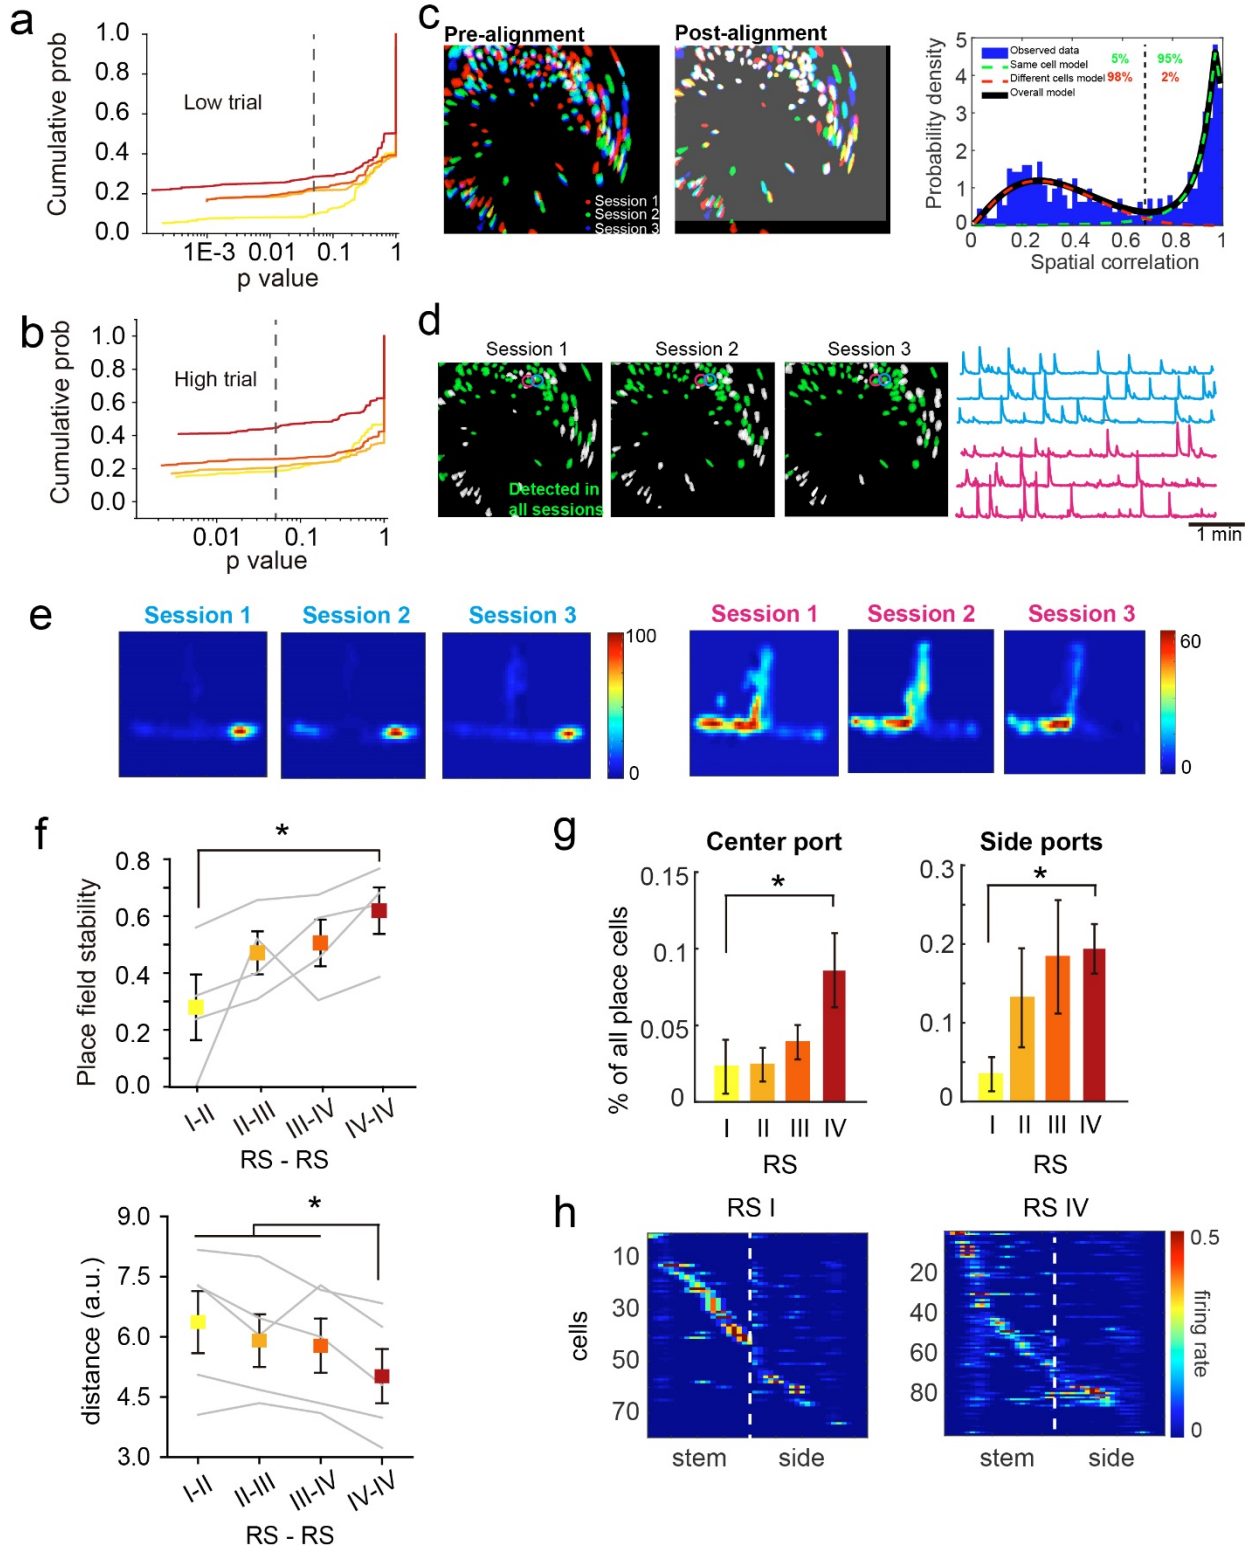 a
Cumulative prob
1.0
0.8
0.6
0.4
0.2
0.0
Low trial
1E-3 0.01 0.1 1
p value
b
Cumulative prob
1.0
0.8
0.6
0.4
0.2
0.0
High trial
0.01 0.1 1
p value
c
Pre-alignment
Session 1
Session 2
Session 3
Post-alignment
Probability density
5
4
3
2
1
0
Observed data
Same cell model
Different cells model
Overall model
5% 95%
98% 2%
0 0.2 0.4 0.6 0.8 1
Spatial correlation
d
Session 1 Session 2 Session 3
Detected in
all sessions
1 min
e
Session 1 Session 2 Session 3
100
0
Session 1 Session 2 Session 3
60
0
f
*
Place field stability
0.8
0.6
0.4
0.2
0.0
I-II II-III III-IV IV-IV
RS - RS
*
distance (a.u.)
9.0
7.5
6.0
4.5
3.0
I-II II-III III-IV IV-IV
RS - RS
g
Center port
% of all place cells
0.15
0.1
0.05
0
*
I II III IV
RS
Side ports
0.3
0.2
0.1
0
*
I II III IV
RS
h
RS I
cells
10
30
50
70
stem side
RS IV
20
40
60
80
stem side
0.5
0
firing rate